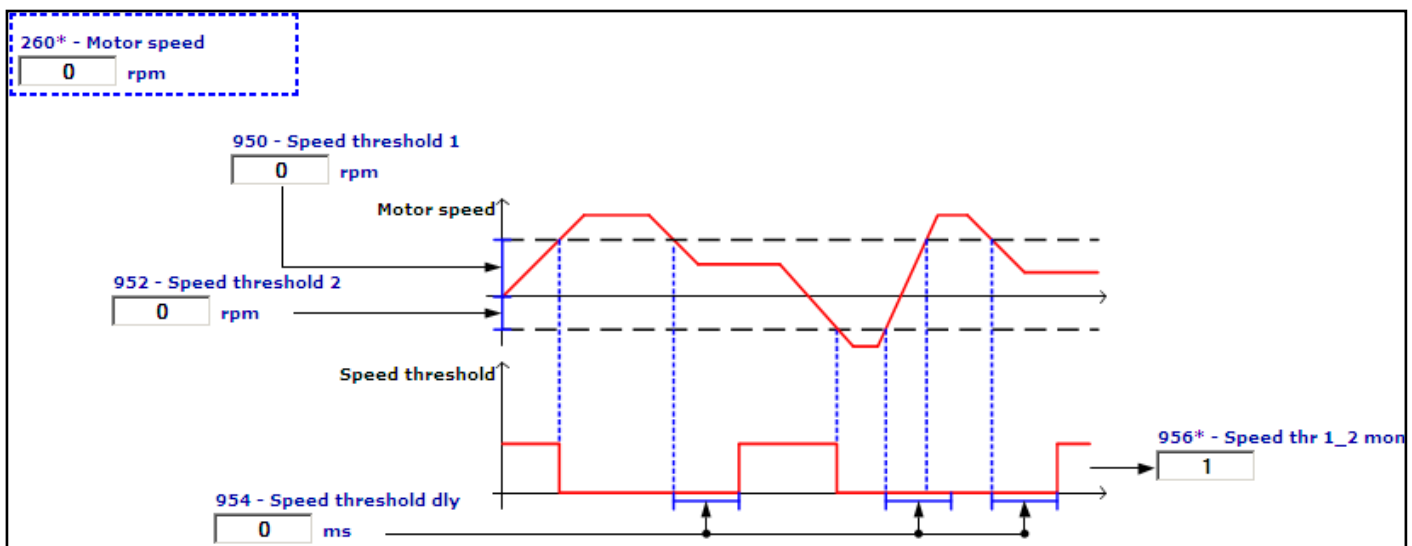 260* - Motor speed
0 rpm
950 - Speed threshold 1
0 rpm
Motor speed
952 - Speed threshold 2
0 rpm
Speed threshold
956* - Speed thr 1_2 mon
1
954 - Speed threshold dly
0 ms